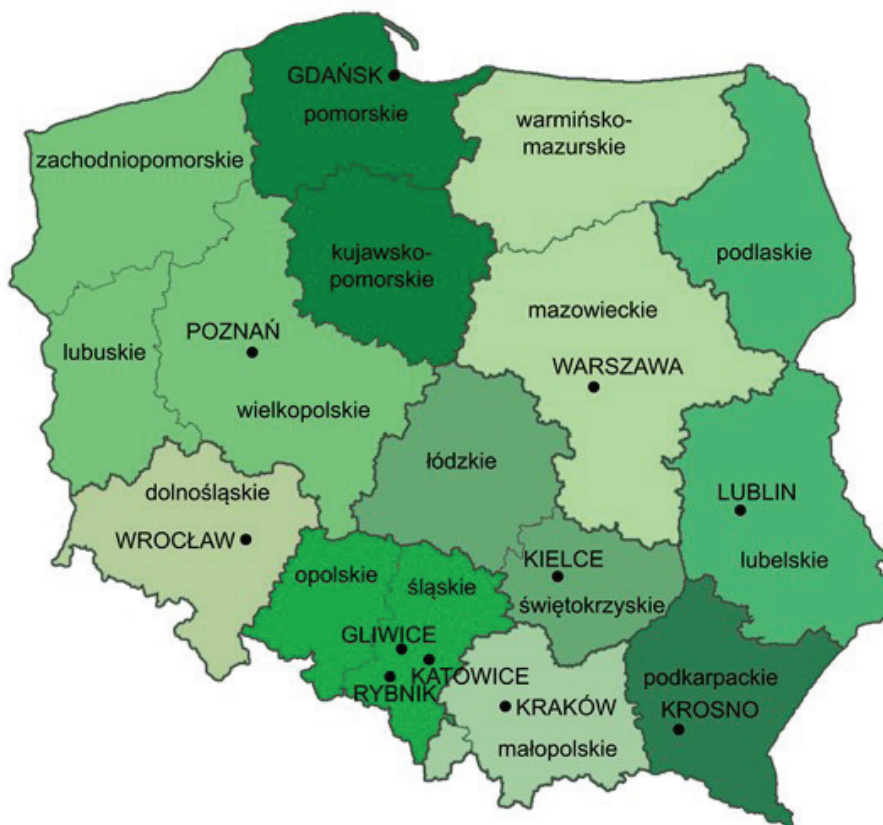 GDAŃSK
pomorskie
warmińsko-
mazurskie
zachodniopomorskie
kujawsko-
pomorskie
podlaskie
mazowieckie
POZNAŃ
lubuskie
WARSZAWA
wielkopolskie
łódzkie
dolnośląskie
LUBLIN
WROCŁAW
KIELCE
lubelskie
opolskie
śląskie
świętokrzyskie
GLIWICE
KATOWICE
podkarpackie
RYBNIK
KRAKÓW
KROSNO
małopolskie